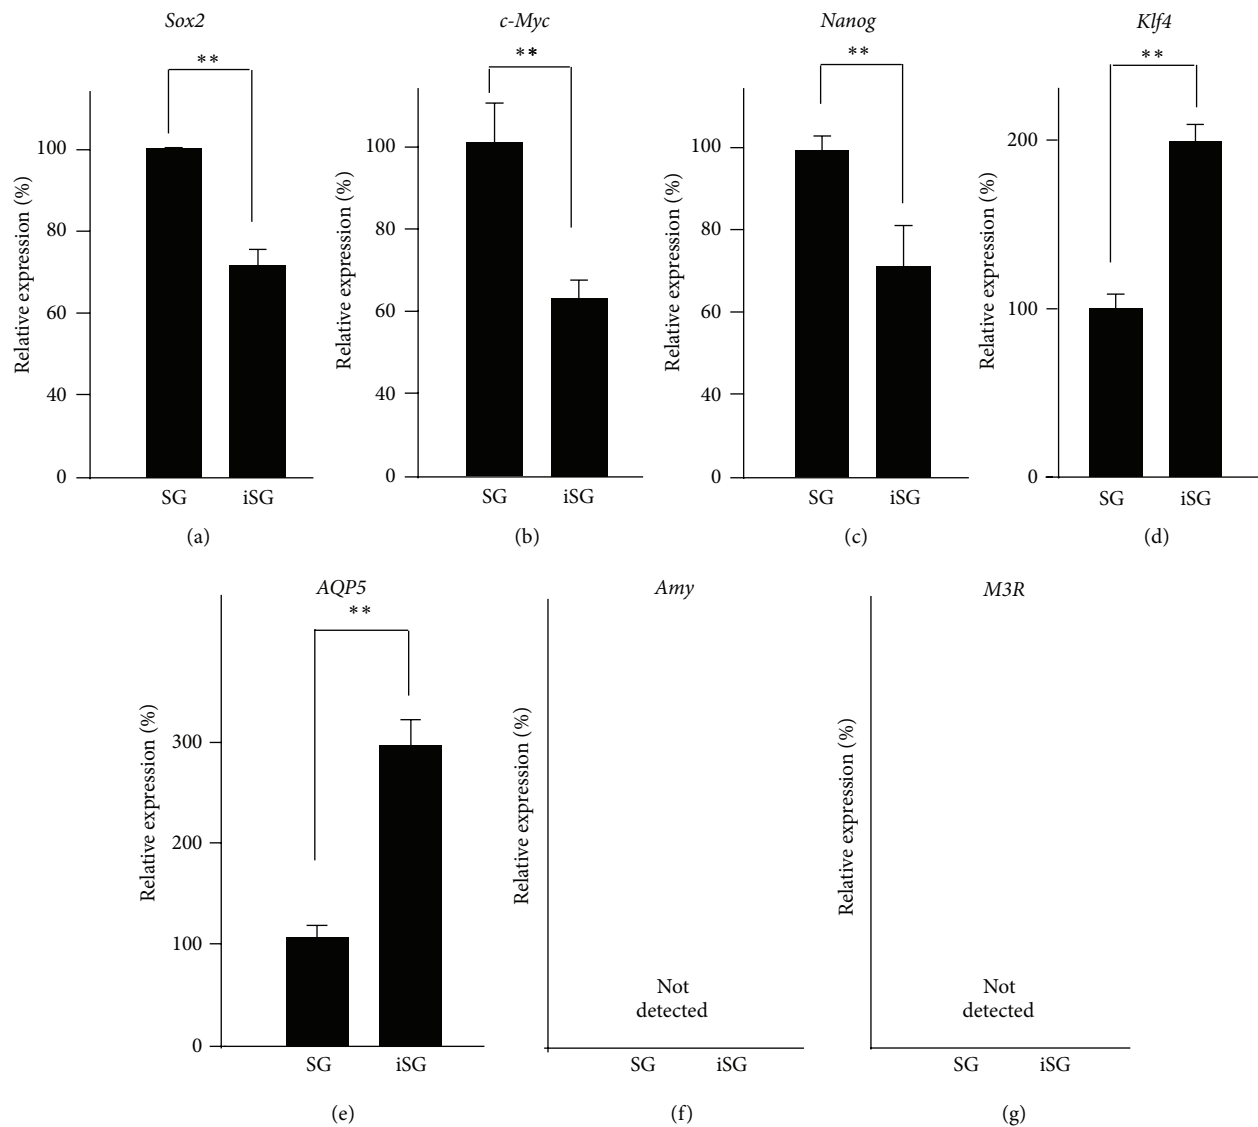 Sox2
**
Relative expression (%)
100
80
60
40
0
SG iSG
(a)
c-Myc
**
Relative expression (%)
100
80
60
40
0
SG iSG
(b)
Nanog
**
Relative expression (%)
100
80
60
40
0
SG iSG
(c)
Klf4
**
Relative expression (%)
200
100
0
SG iSG
(d)
AQP5
**
Relative expression (%)
300
200
100
0
SG iSG
(e)
Amy
Relative expression (%)
Not
detected
SG iSG
(f)
M3R
Relative expression (%)
Not
detected
SG iSG
(g)